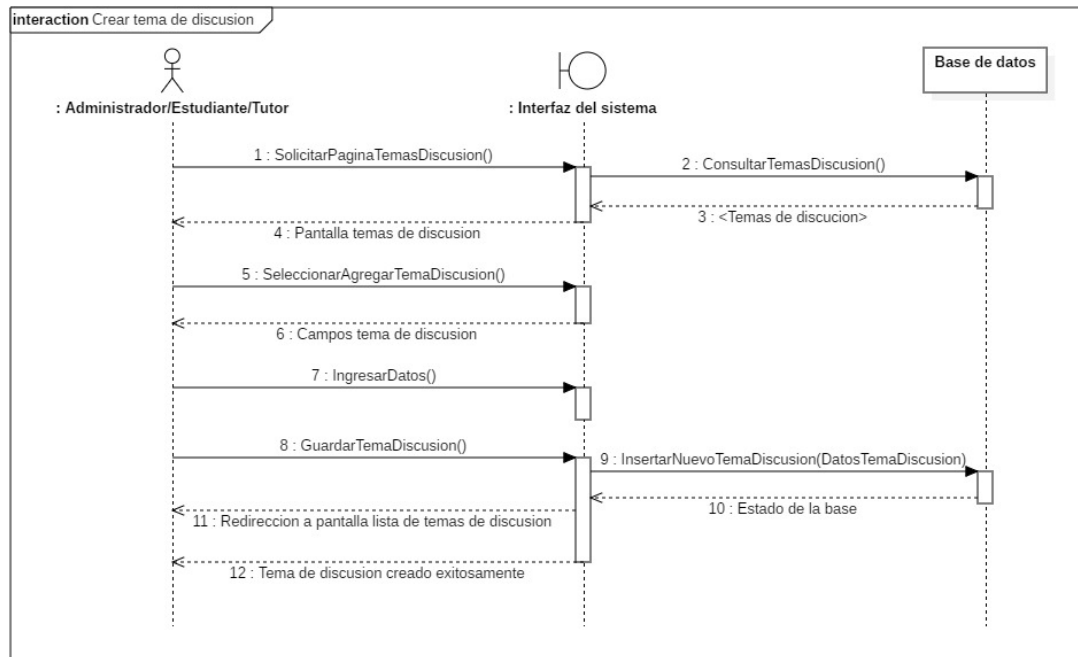 interaction Crear tema de discusion
Base de datos
: Administrador/Estudiante/Tutor
: Interfaz del sistema
1 : SolicitarPaginaTemasDiscusion()
2 : ConsultarTemasDiscusion()
3 : <Temas de discucion>
4 : Pantalla temas de discusion
5 : SeleccionarAgregarTemaDiscusion()
6 : Campos tema de discusion
7 : IngresarDatos()
8 : GuardarTemaDiscusion()
9 : InsertarNuevoTemaDiscusion(DatosTemaDiscusion)
10 : Estado de la base
11 : Redireccion a pantalla lista de temas de discusion
12 : Tema de discusion creado exitosamente